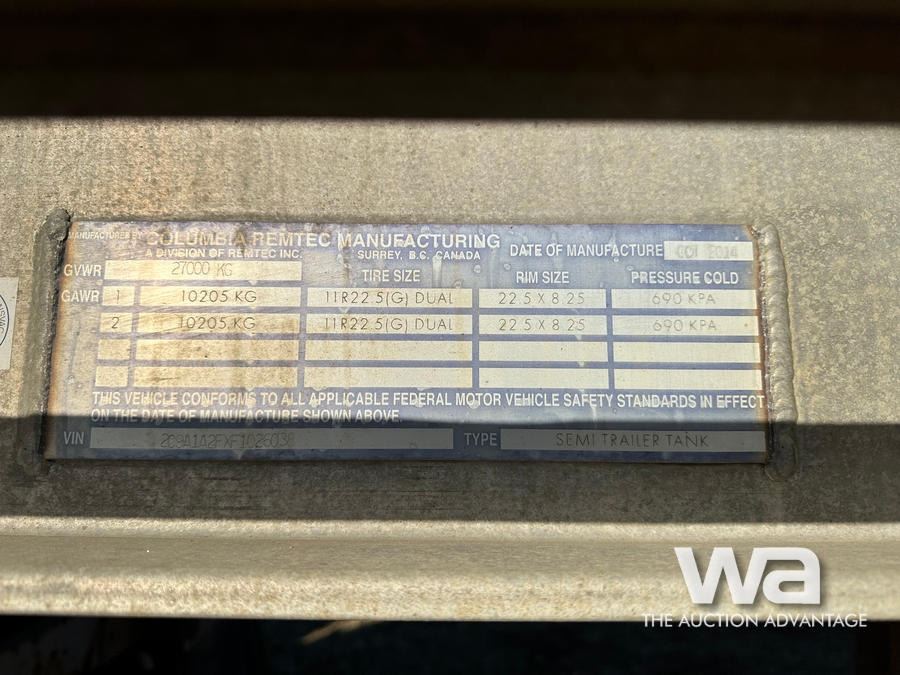 MANUFACTURED BY COLUMBIA REMTEC MANUFACTURING
A DIVISION OF REMTEC INC. SURREY, B.C. CANADA
DATE OF MANUFACTURE 2014
GVWR 27000 KG
TIRE SIZE RIM SIZE PRESSURE COLD
GAWR 1 10205 KG 11R22.5(G) DUAL 22.5 X 8.25 690 KPA
2 10205 KG 11R22.5(G) DUAL 22.5 X 8.25 690 KPA
THIS VEHICLE CONFORMS TO ALL APPLICABLE FEDERAL MOTOR VEHICLE SAFETY STANDARDS IN EFFECT
ON THE DATE OF MANUFACTURE SHOWN ABOVE.
VIN 2C9A1A2FXF1026038 TYPE SEMI TRAILER TANK
wa
THE AUCTION ADVANTAGE